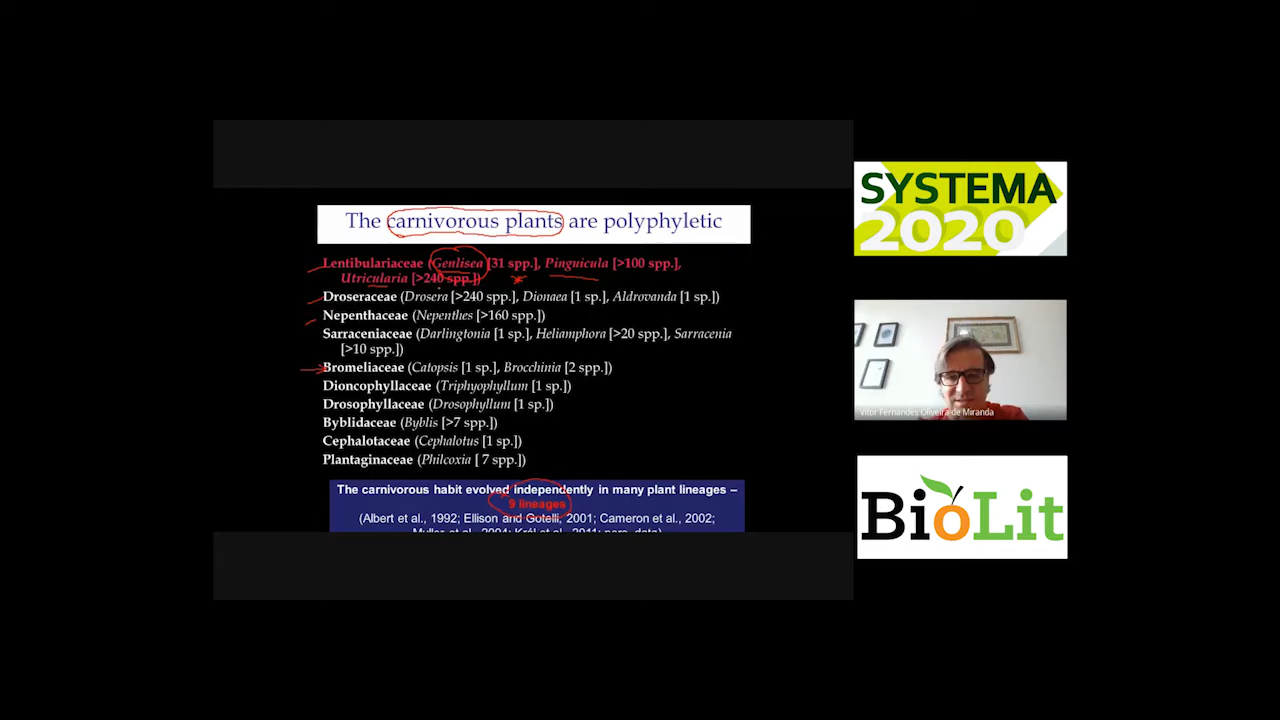 The carnivorous plants are polyphyletic
Lentibulariaceae (Genlisea [31 spp.], Pinguicula [>100 spp.],
Utricularia [>240 spp.])
Droseraceae (Drosera [>240 spp.], Dionaea [1 sp.], Aldrovanda [1 sp.])
Nepenthaceae (Nepenthes [>160 spp.])
Sarraceniaceae (Darlingtonia [1 sp.], Heliamphora [>20 spp.], Sarracenia
[>10 spp.])
Bromeliaceae (Catopsis [1 sp.], Brocchinia [2 spp.])
Dioncophyllaceae (Triphyophyllum [1 sp.])
Drosophyllaceae (Drosophyllum [1 sp.])
Byblidaceae (Byblis [>7 spp.])
Cephalotaceae (Cephalotus [1 sp.])
Plantaginaceae (Philcoxia [ 7 spp.])
The carnivorous habit evolved independently in many plant lineages –
9 lineages
(Albert et al., 1992; Ellison and Gotelli, 2001; Cameron et al., 2002;
SYSTEMA
2020
Vitor Fernandes Oliveira de Miranda
BioLit